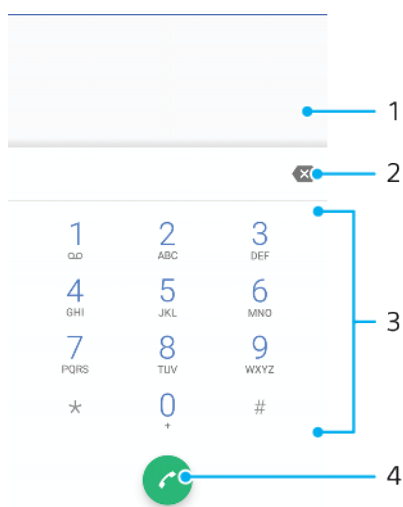 1
2
1 2 3
ABC DEF
4 5 6
GHI JKL MNO
3
7 8 9
PQRS TUV WXYZ
* 0 #
+
4